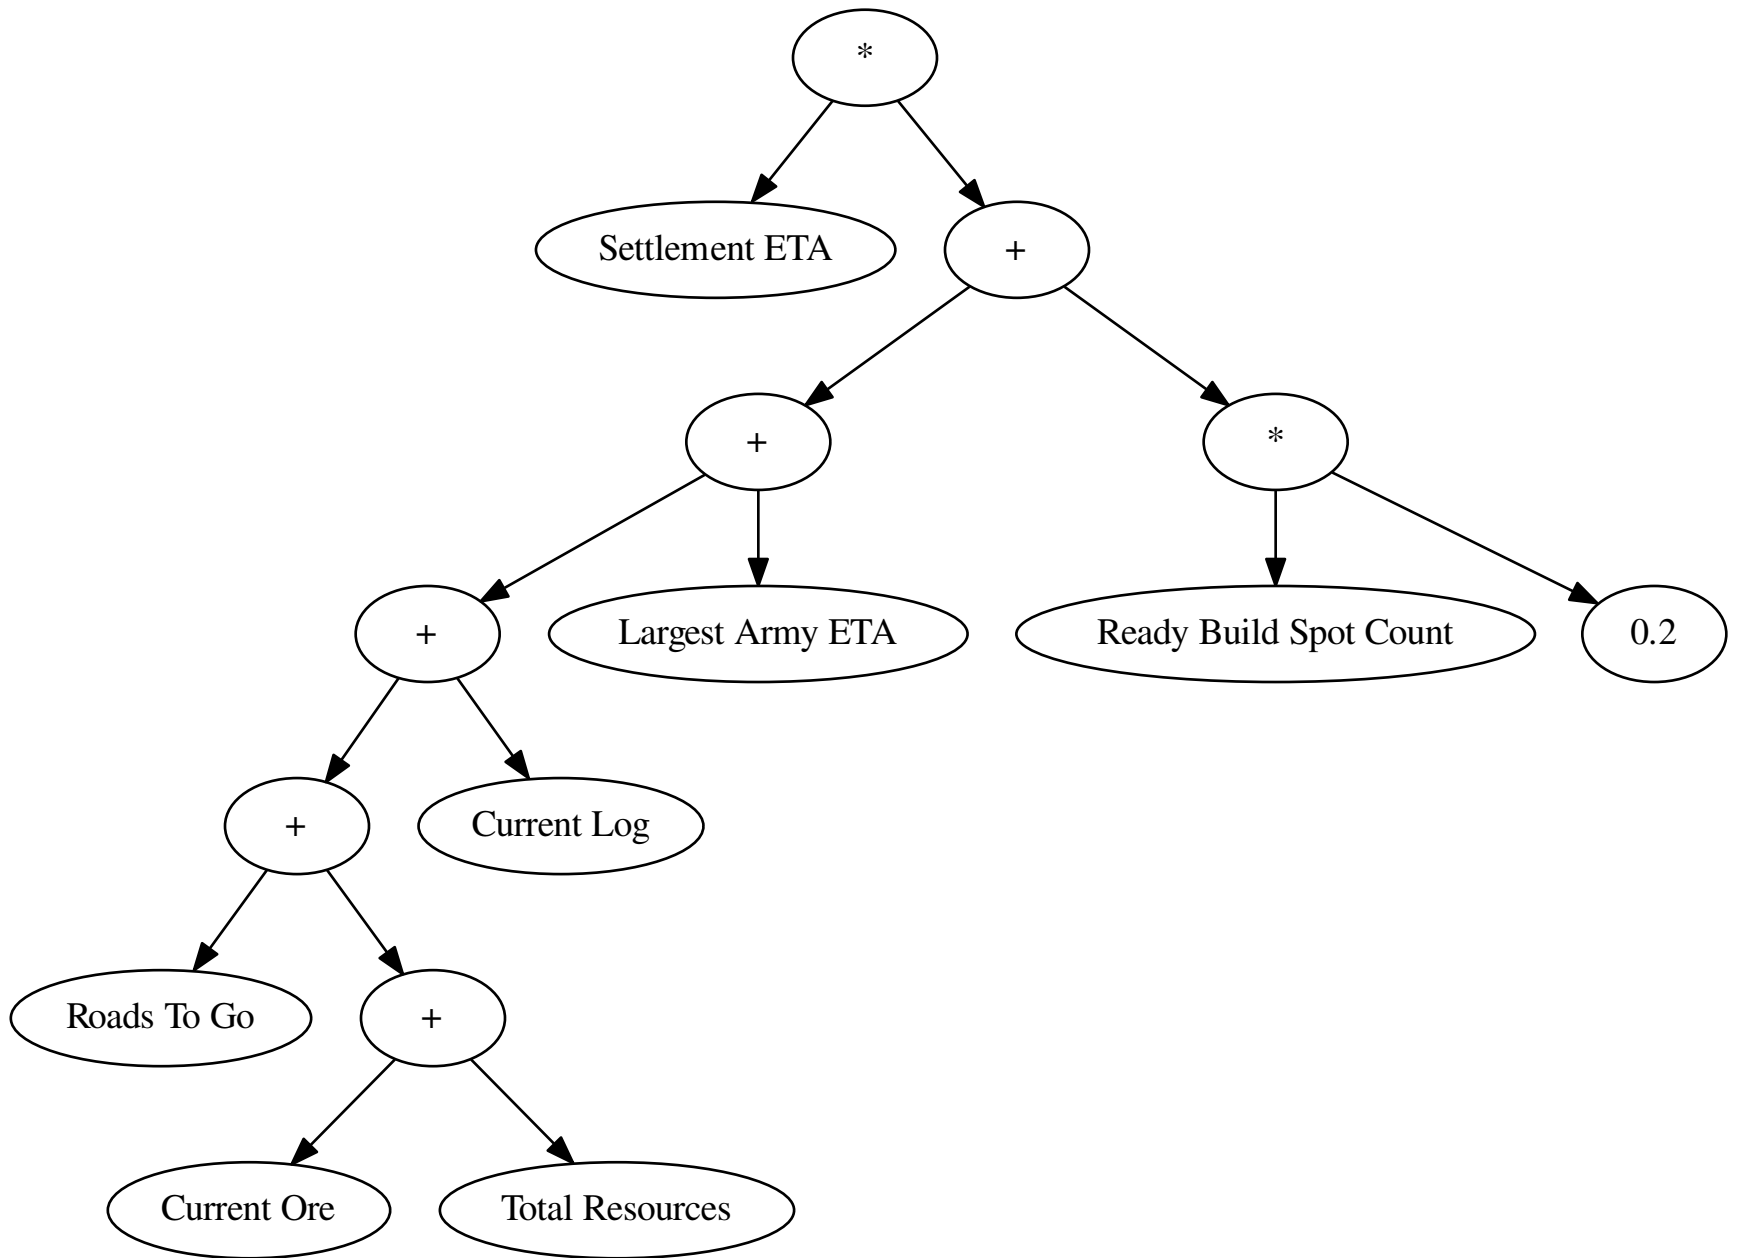 *
Settlement ETA
+
+
*
+
Largest Army ETA
Ready Build Spot Count
0.2
+
Current Log
Roads To Go
+
Current Ore
Total Resources